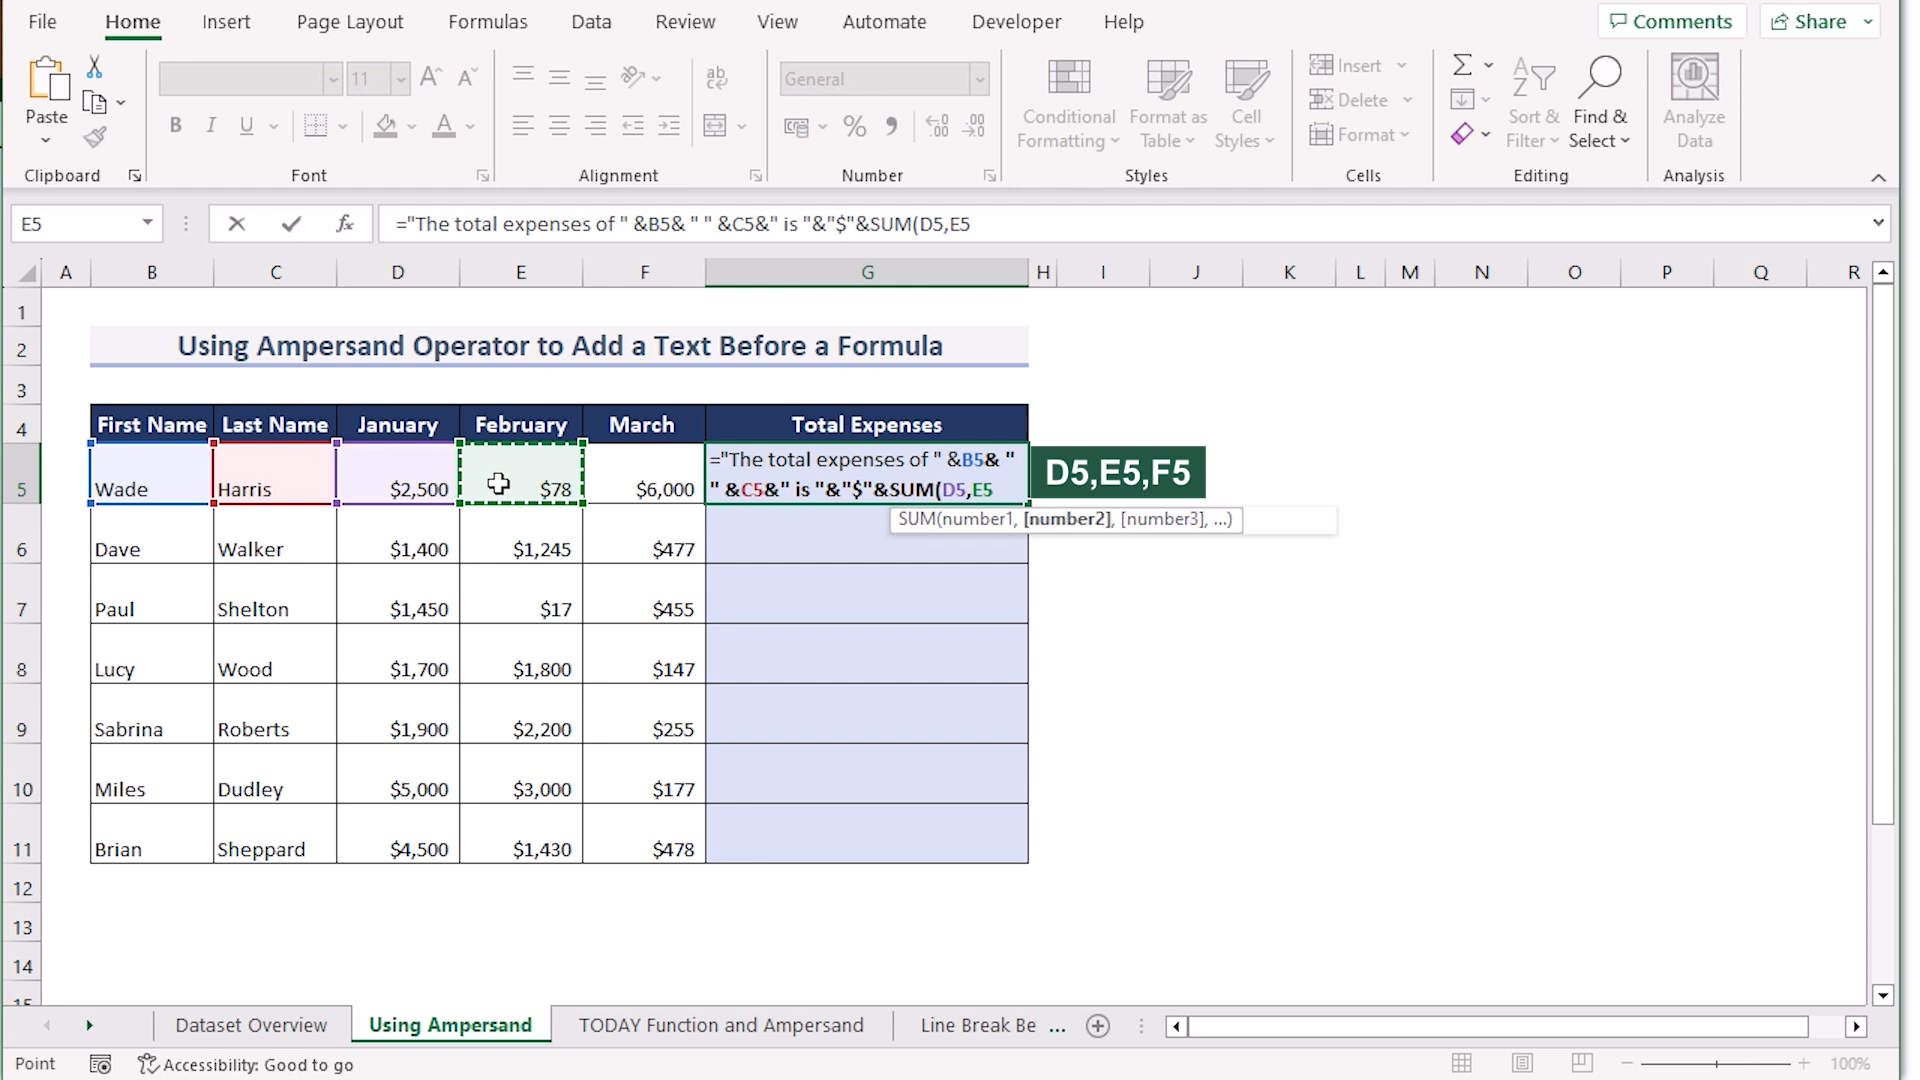 File Home Insert Page Layout Formulas Data Review View Automate Developer Help Comments Share
11 General Insert
Delete
Paste Conditional Format as Cell Format Sort & Find & Analyze
Formatting Table Styles Filter Select Data
Clipboard Font Alignment Number Styles Cells Editing Analysis
E5 fx ="The total expenses of " &B5& " " &C5&" is "&"$"&SUM(D5,E5
A B C D E F G H I J K L M N O P Q R
1
2 Using Ampersand Operator to Add a Text Before a Formula
3
4 First Name Last Name January February March Total Expenses
="The total expenses of " &B5& " D5,E5,F5
5 Wade Harris $2,500 $78 $6,000 " &C5&" is "&"$"&SUM(D5,E5
SUM(number1, [number2], [number3], ...)
6 Dave Walker $1,400 $1,245 $477
7 Paul Shelton $1,450 $17 $455
8 Lucy Wood $1,700 $1,800 $147
9 Sabrina Roberts $1,900 $2,200 $255
10 Miles Dudley $5,000 $3,000 $177
11 Brian Sheppard $4,500 $1,430 $478
12
13
14
15
Dataset Overview Using Ampersand TODAY Function and Ampersand Line Break Be ...
Point Accessibility: Good to go 100%